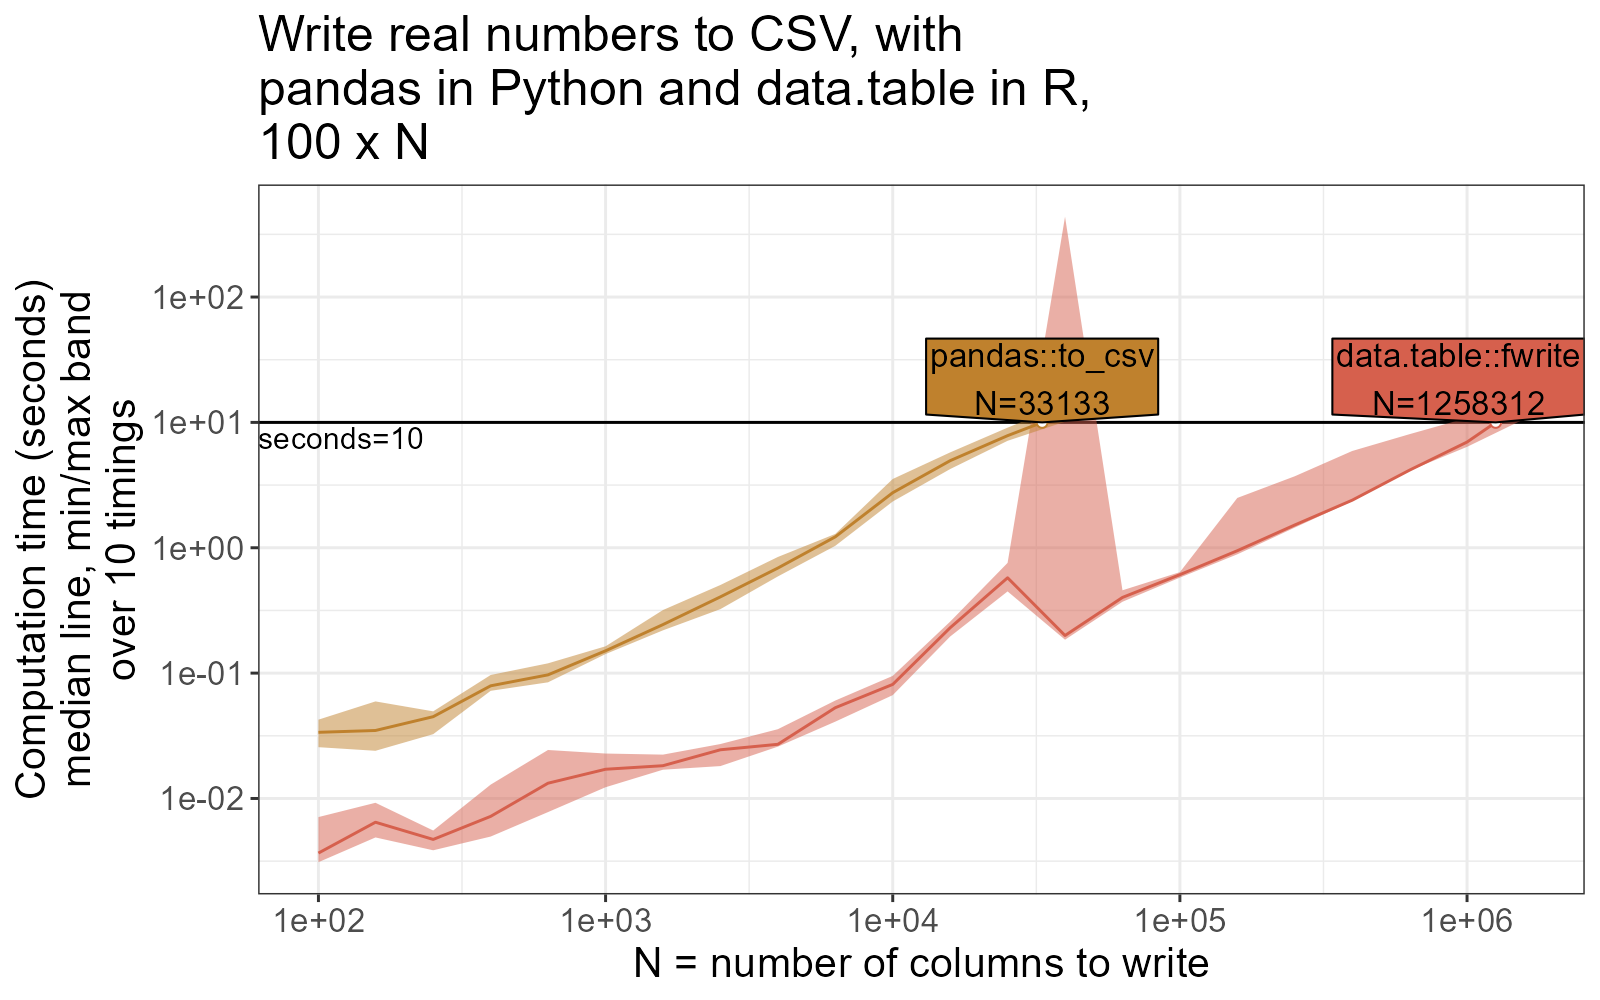 Write real numbers to CSV, with
pandas in Python and data.table in R,
100 x N
Computation time (seconds)
median line, min/max band
over 10 timings
1e+02
1e+01
1e+00
1e-01
1e-02
pandas::to_csv
N=33133
data.table::fwrite
N=1258312
seconds=10
1e+02
1e+03
1e+04
1e+05
1e+06
N = number of columns to write